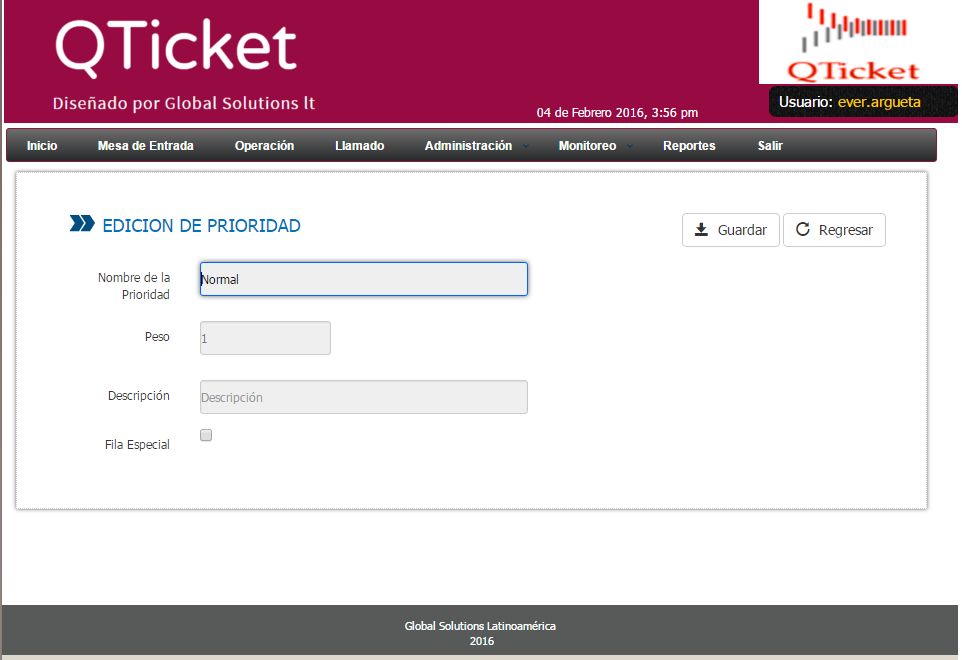 QTicket
Diseñado por Global Solutions lt
QTicket
04 de Febrero 2016, 3:56 pm
Usuario: ever.argueta
Inicio Mesa de Entrada Operación Llamado Administración Monitoreo Reportes Salir
EDICION DE PRIORIDAD
Guardar Regresar
Nombre de la
Prioridad
Normal
Peso 1
Descripción Descripción
Fila Especial
Global Solutions Latinoamérica
2016